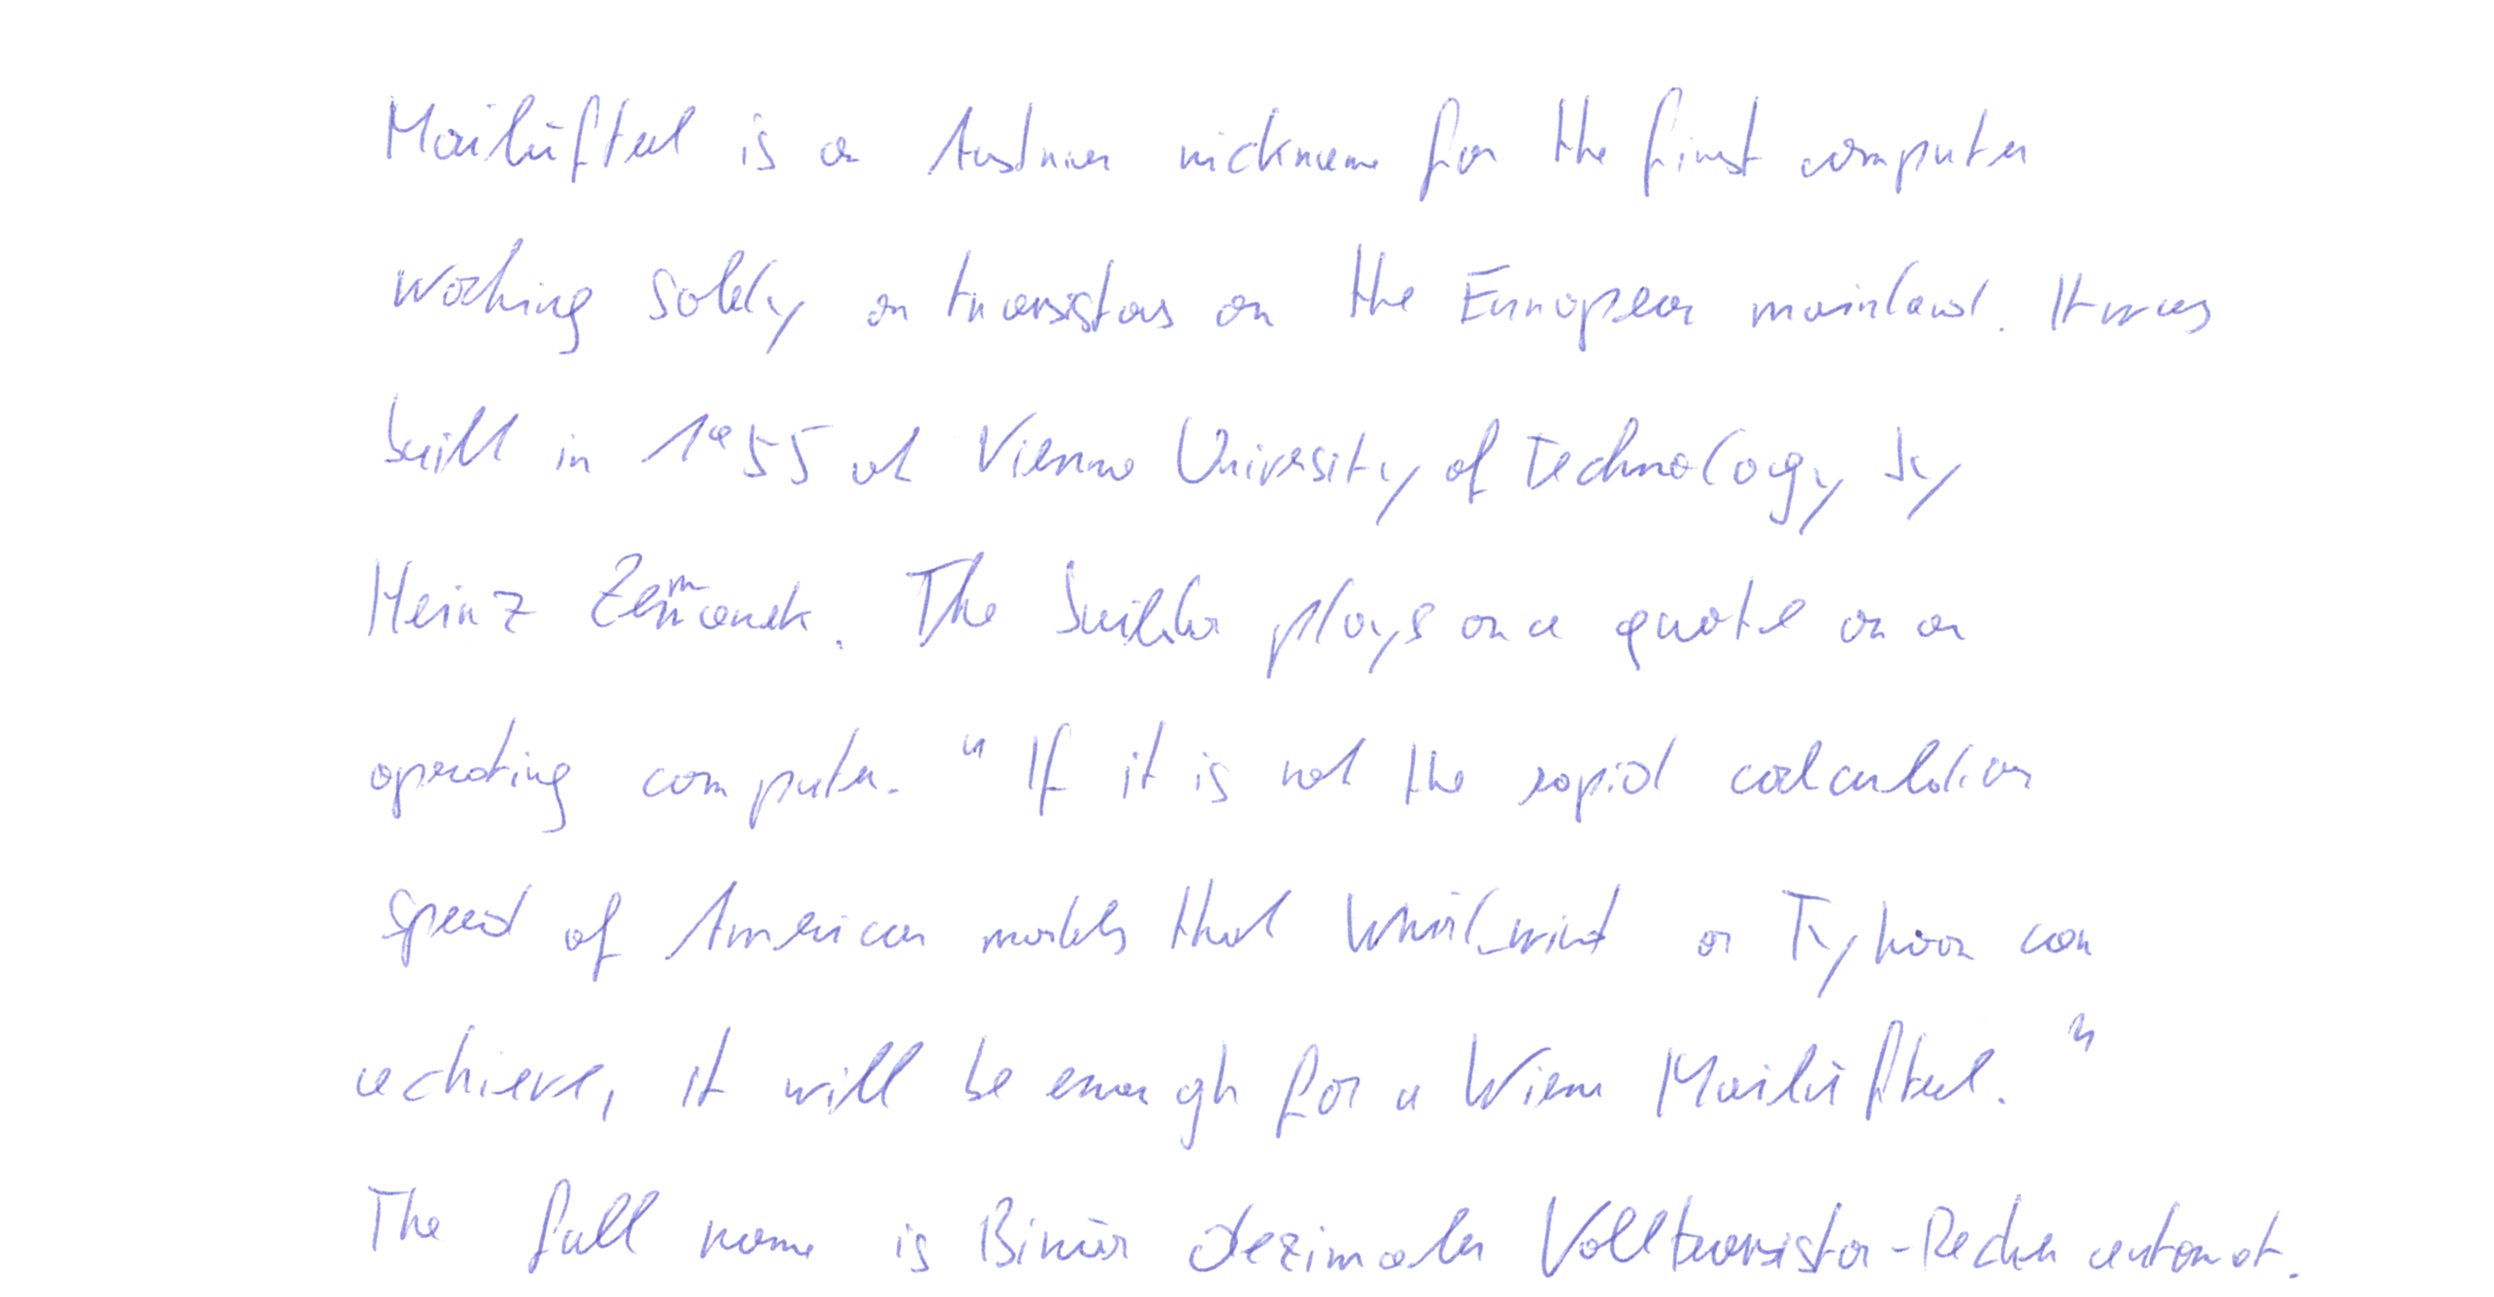 Mailüfterl is an Austrian nickname for the first computer
working solely on transistors on the European mainland. It was
built in 1955 at Vienna University of Technology by
Heinz Zemanek. The builder plays on a quote on an
operating computer. "If it is not the rapid calculation
speed of American models that Whirlwind or Typhoon can
achieve, it will be enough for a Wiener Mailüfterl."
The full name is Binär dezimaler Volltransistor-Rechenautomat.